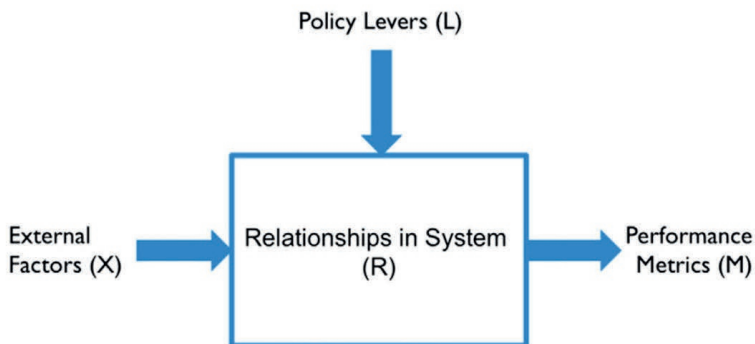 Policy Levers (L)
External
Factors (X)
Relationships in System
(R)
Performance
Metrics (M)